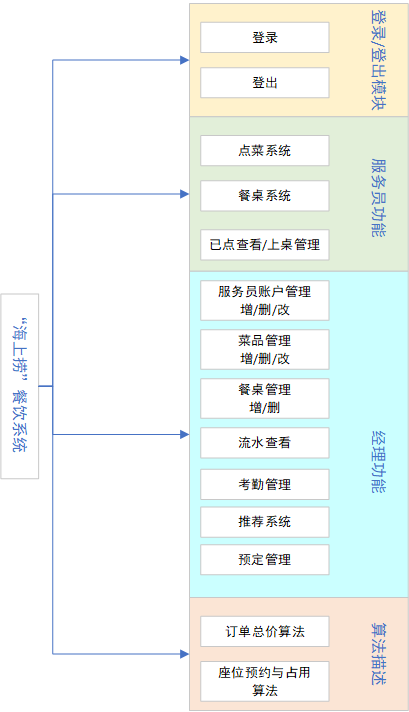 “海上捞”餐饮系统
登录/登出模块
登录
登出
服务员功能
点菜系统
餐桌系统
已点查看/上桌管理
经理功能
服务员账户管理
增/删/改
菜品管理
增/删/改
餐桌管理
增/删
流水查看
考勤管理
推荐系统
预定管理
算法描述
订单总价算法
座位预约与占用
算法